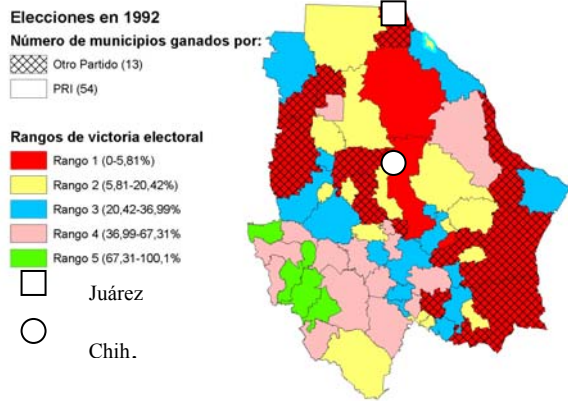 Elecciones en 1992
Número de municipios ganados por:
Otro Partido (13)
PRI (54)
Rangos de victoria electoral
Rango 1 (0-5,81%)
Rango 2 (5,81-20,42%)
Rango 3 (20,42-36,99%
Rango 4 (36,99-67,31%
Rango 5 (67,31-100,1%
Juárez
Chih.